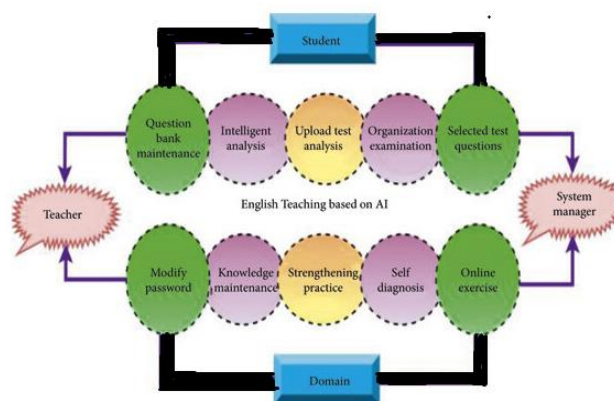 Student
Question
bank
maintenance
Intelligent
analysis
Upload test
analysis
Organization
examination
Selected test
questions
Teacher
English Teaching based on AI
System
manager
Modify
password
Knowledge
maintenance
Strengthening
practice
Self
diagnosis
Online
exercise
Domain